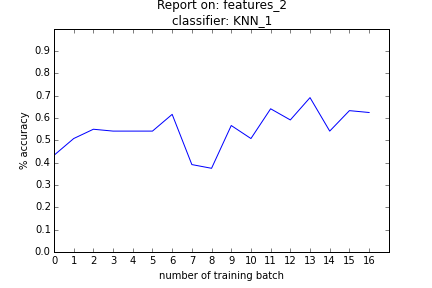 Report on: features_2
classifier: KNN_1
0.9
0.8
0.7
0.6
0.5
0.4
0.3
0.2
0.1
0.0
% accuracy
0 1 2 3 4 5 6 7 8 9 10 11 12 13 14 15 16
number of training batch